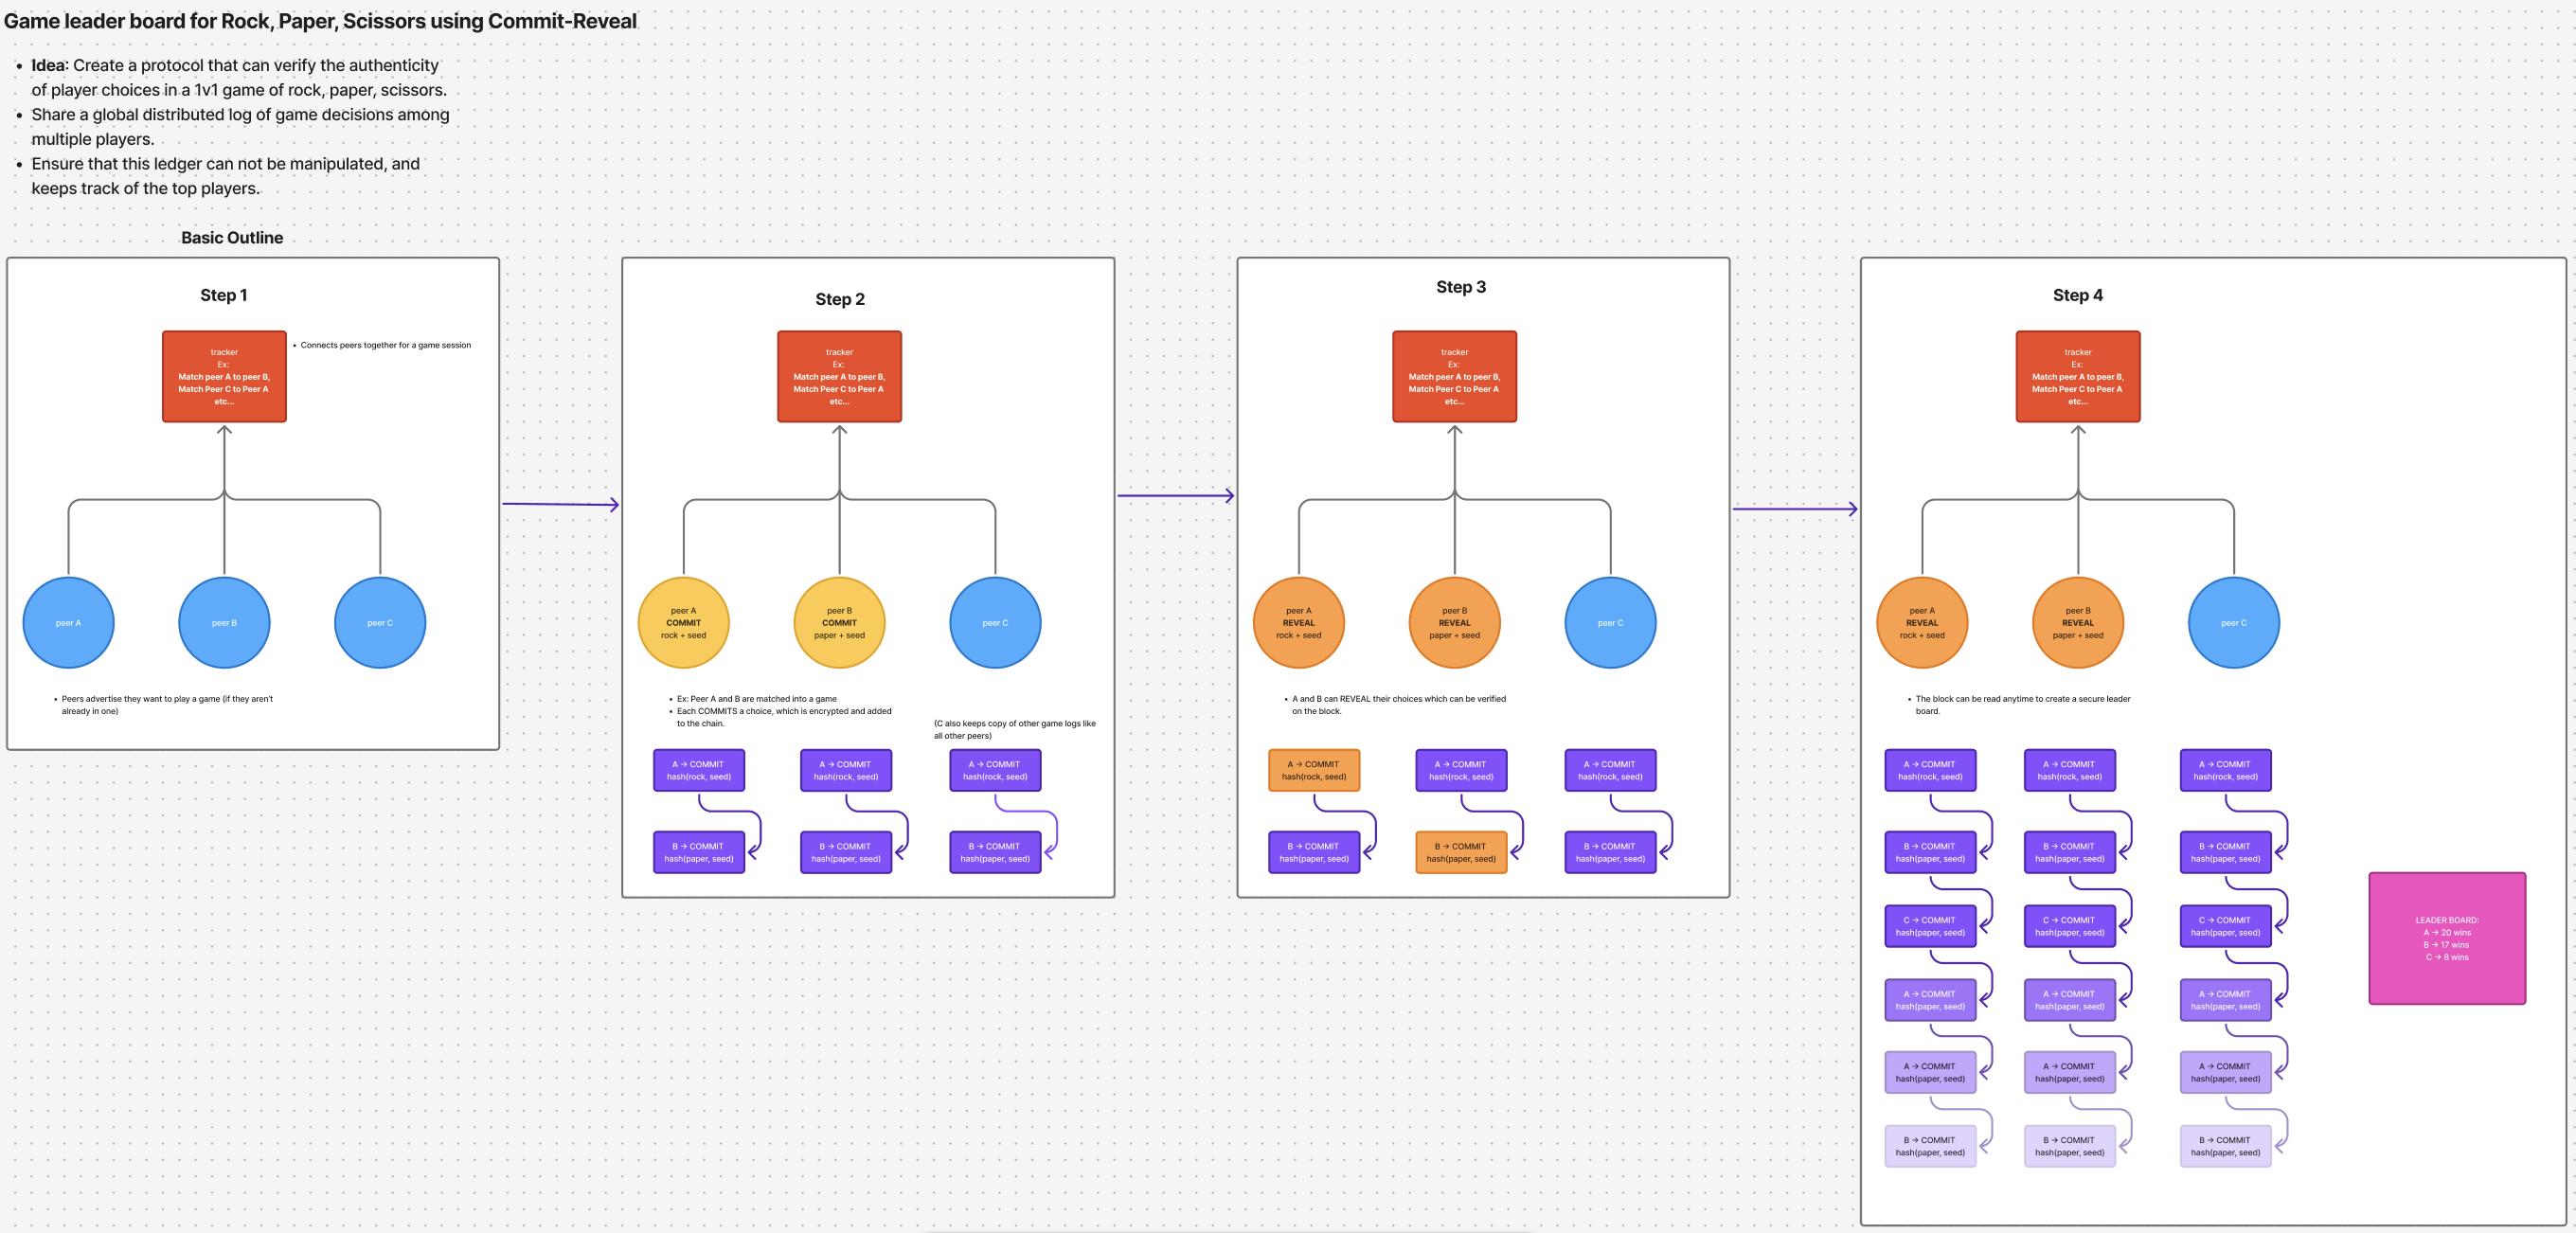 Game leader board for Rock, Paper, Scissors using Commit-Reveal
• Idea: Create a protocol that can verify the authenticity
of player choices in a 1v1 game of rock, paper, scissors.
• Share a global distributed log of game decisions among
multiple players.
• Ensure that this ledger can not be manipulated, and
keeps track of the top players.
Basic Outline
Step 1
tracker
Ex:
Match peer A to peer B,
Match Peer C to Peer A
etc...
• Connects peers together for a game session
peer A
peer B
peer C
• Peers advertise they want to play a game (if they aren't
already in one)
Step 2
tracker
Ex:
Match peer A to peer B,
Match Peer C to Peer A
etc...
peer A
COMMIT
rock + seed
peer B
COMMIT
paper + seed
peer C
• Ex: Peer A and B are matched into a game
• Each COMMITS a choice, which is encrypted and added
to the chain.
(C also keeps copy of other game logs like
all other peers)
A → COMMIT
hash(rock, seed)
A → COMMIT
hash(rock, seed)
A → COMMIT
hash(rock, seed)
B → COMMIT
hash(paper, seed)
B → COMMIT
hash(paper, seed)
B → COMMIT
hash(paper, seed)
Step 3
tracker
Ex:
Match peer A to peer B,
Match Peer C to Peer A
etc...
peer A
REVEAL
rock + seed
peer B
REVEAL
paper + seed
peer C
• A and B can REVEAL their choices which can be verified
on the block.
A → COMMIT
hash(rock, seed)
A → COMMIT
hash(rock, seed)
A → COMMIT
hash(rock, seed)
B → COMMIT
hash(paper, seed)
B → COMMIT
hash(paper, seed)
B → COMMIT
hash(paper, seed)
Step 4
tracker
Ex:
Match peer A to peer B,
Match Peer C to Peer A
etc...
peer A
REVEAL
rock + seed
peer B
REVEAL
paper + seed
peer C
• The block can be read anytime to create a secure leader
board.
A → COMMIT
hash(rock, seed)
A → COMMIT
hash(rock, seed)
A → COMMIT
hash(rock, seed)
B → COMMIT
hash(paper, seed)
B → COMMIT
hash(paper, seed)
B → COMMIT
hash(paper, seed)
C → COMMIT
hash(paper, seed)
C → COMMIT
hash(paper, seed)
C → COMMIT
hash(paper, seed)
A → COMMIT
hash(paper, seed)
A → COMMIT
hash(paper, seed)
A → COMMIT
hash(paper, seed)
A → COMMIT
hash(paper, seed)
A → COMMIT
hash(paper, seed)
A → COMMIT
hash(paper, seed)
B → COMMIT
hash(paper, seed)
B → COMMIT
hash(paper, seed)
B → COMMIT
hash(paper, seed)
LEADER BOARD:
A → 20 wins
B → 17 wins
C → 8 wins